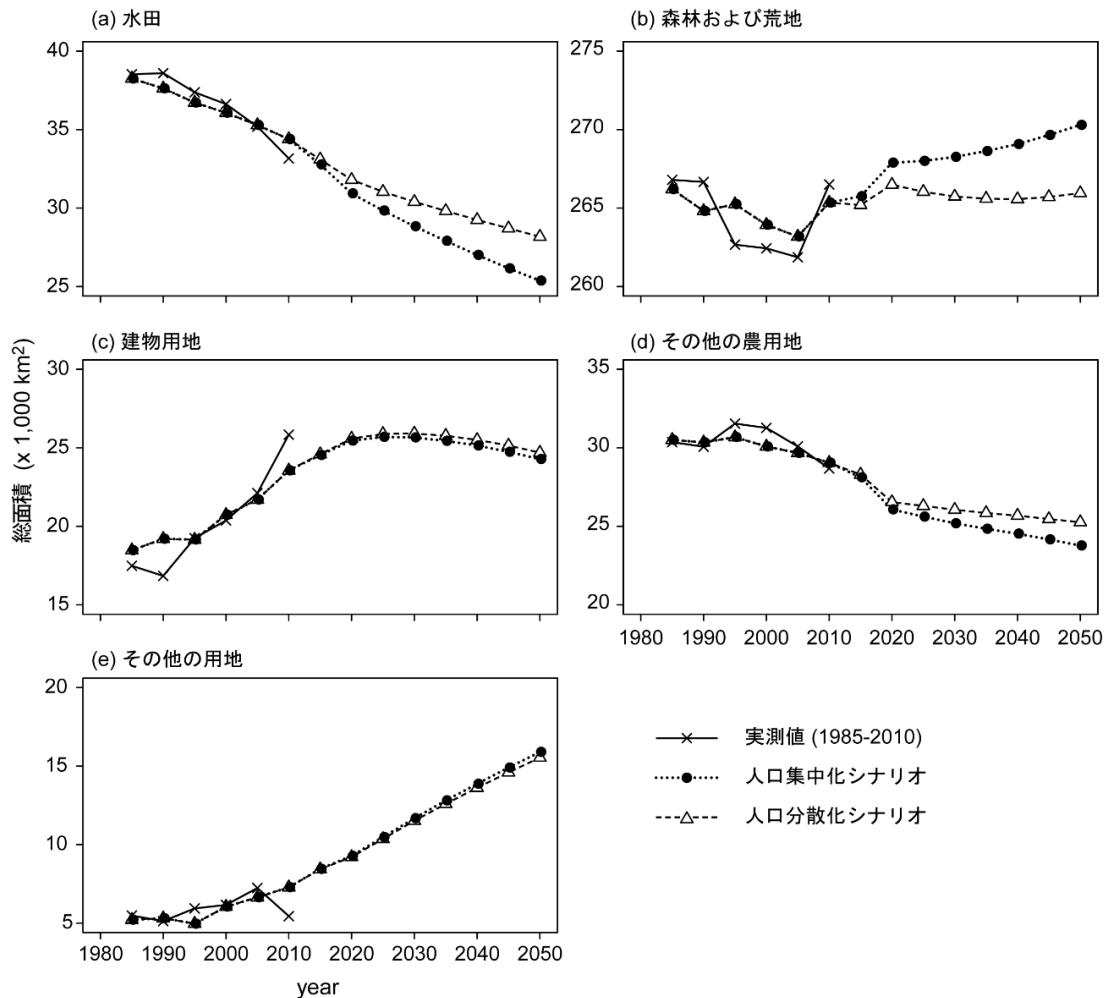 (a) 水田
40
35
30
25
(b) 森林および荒地
275
270
265
260
(c) 建物用地
30
25
20
15
(d) その他の農用地
35
30
25
20
1980 1990 2000 2010 2020 2030 2040 2050
(e) その他の用地
20
15
10
5
1980 1990 2000 2010 2020 2030 2040 2050
year
総面積 (x 1,000 km²)
実測値 (1985-2010)
人口集中化シナリオ
人口分散化シナリオ